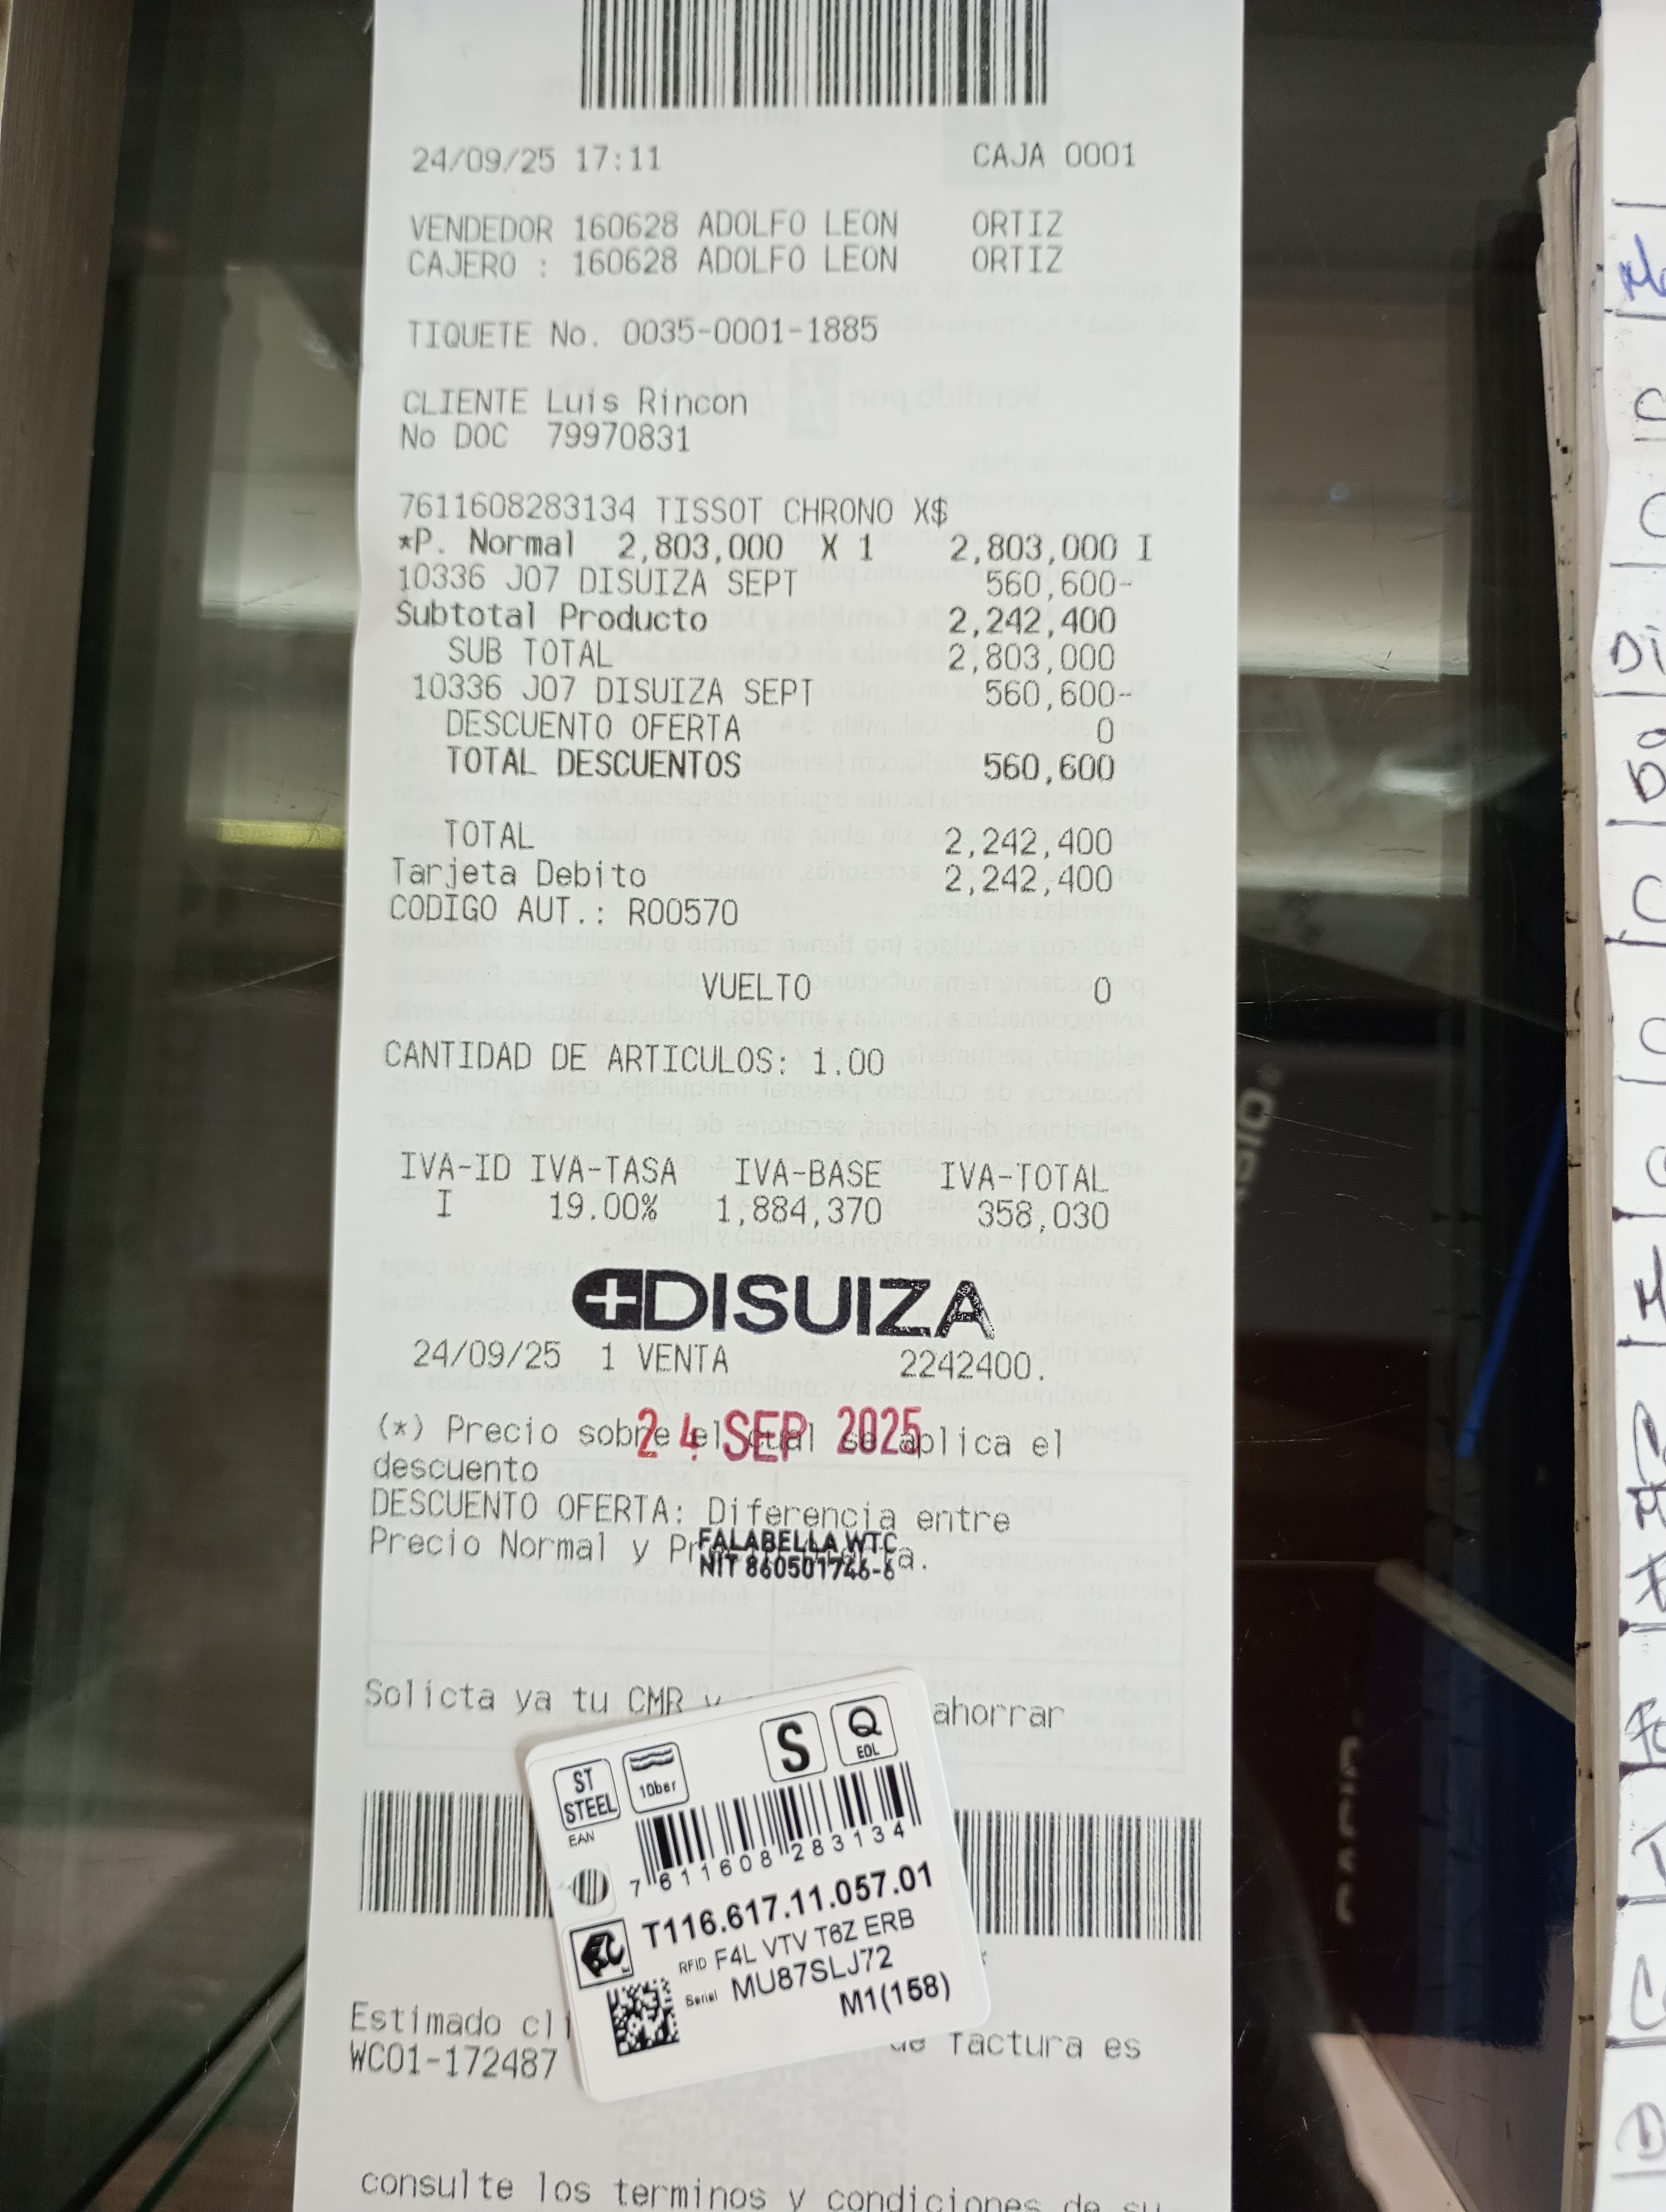 24/09/25 17:11 CAJA 0001
VENDEDOR 160628 ADOLFO LEON ORTIZ
CAJERO : 160628 ADOLFO LEON ORTIZ
TIQUETE No. 0035-0001-1885
CLIENTE Luis Rincon
No DOC 79970831
7611608283134 TISSOT CHRONO X$
*P. Normal 2,803,000 X 1 2,803,000 I
10336 J07 DISUIZA SEPT 560,600-
Subtotal Producto 2,242,400
SUB TOTAL 2,803,000
10336 J07 DISUIZA SEPT 560,600-
DESCUENTO OFERTA 0
TOTAL DESCUENTOS 560,600
TOTAL 2,242,400
Tarjeta Debito 2,242,400
CODIGO AUT.: R00570
VUELTO 0
CANTIDAD DE ARTICULOS: 1.00
IVA-ID IVA-TASA IVA-BASE IVA-TOTAL
I 19.00% 1,884,370 358,030
DISUIZA
24/09/25 1 VENTA 2242400.
24 SEP 2025
(*) Precio sobre el cual se aplica el
descuento
DESCUENTO OFERTA: Diferencia entre
Precio Normal y
FALABELLA WTC
NIT 860501746-6
Solicta ya tu CMR y ahorrar
S Q
EOL
ST
STEEL
10ber
EAN
7 611608 283134
T116.617.11.057.01
RFID F4L VTV T6Z ERB
Serial MU87SLJ72
M1(158)
Estimado factura es
WC01-172487
consulte los terminos y condiciones de su